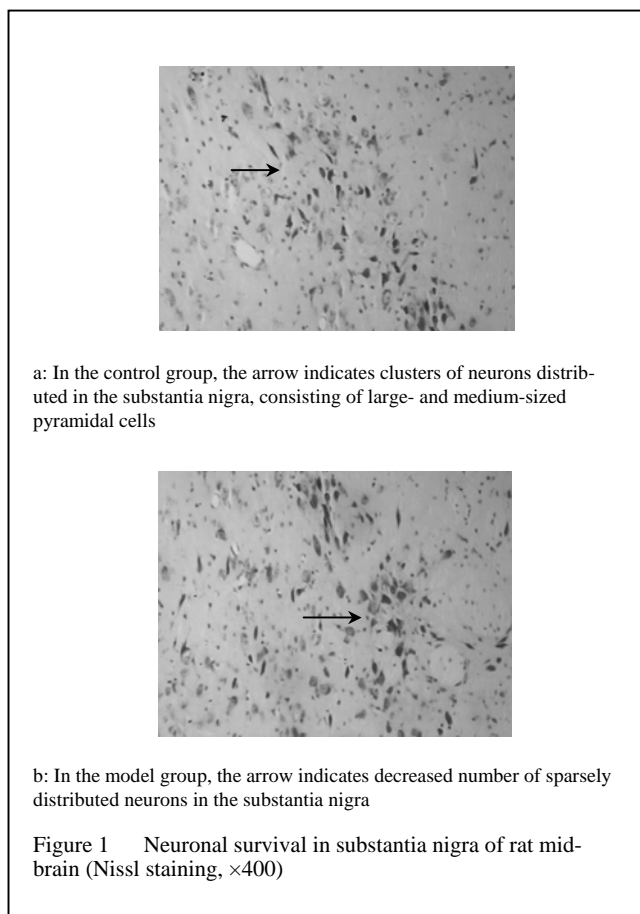 a: In the control group, the arrow indicates clusters of neurons distrib-
uted in the substantia nigra, consisting of large- and medium-sized
pyramidal cells
b: In the model group, the arrow indicates decreased number of sparsely
distributed neurons in the substantia nigra
Figure 1 Neuronal survival in substantia nigra of rat mid-
brain (Nissl staining, ×400)